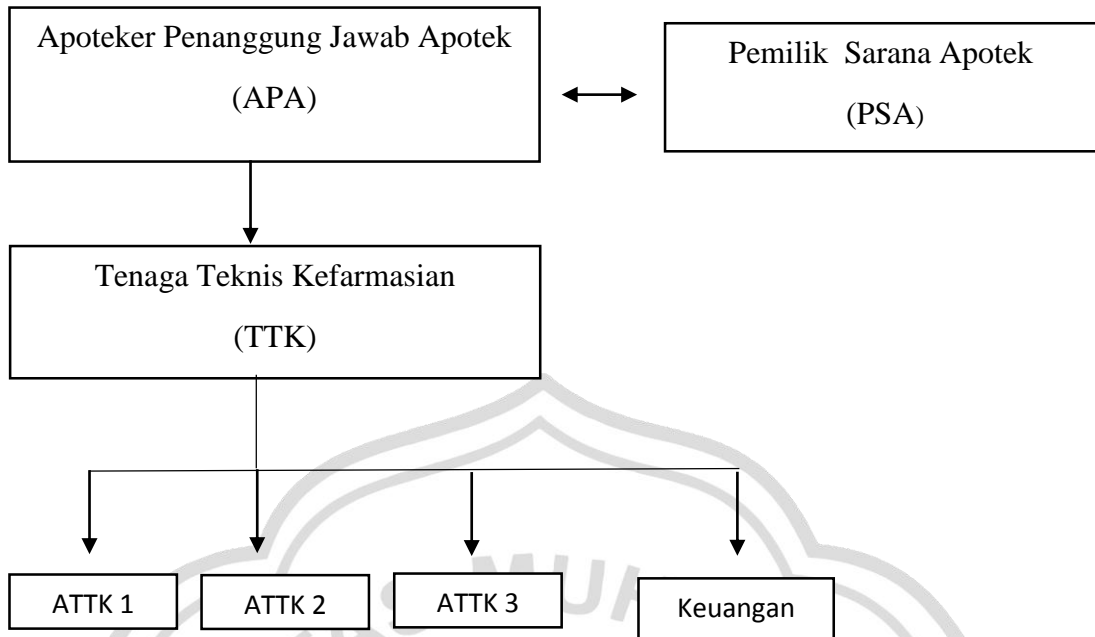 Apoteker Penanggung Jawab Apotek
(APA)
Pemilik Sarana Apotek
(PSA)
Tenaga Teknis Kefarmasian
(TTK)
ATTK 1
ATTK 2
ATTK 3
Keuangan